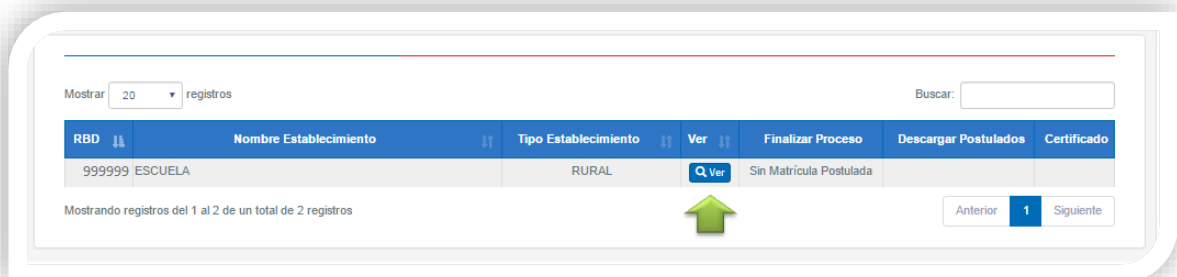 Mostrar 20 registros Buscar:
RBD Nombre Establecimiento Tipo Establecimiento Ver Finalizar Proceso Descargar Postulados Certificado
999999 ESCUELA RURAL Ver Sin Matrícula Postulada
Mostrando registros del 1 al 2 de un total de 2 registros Anterior 1 Siguiente